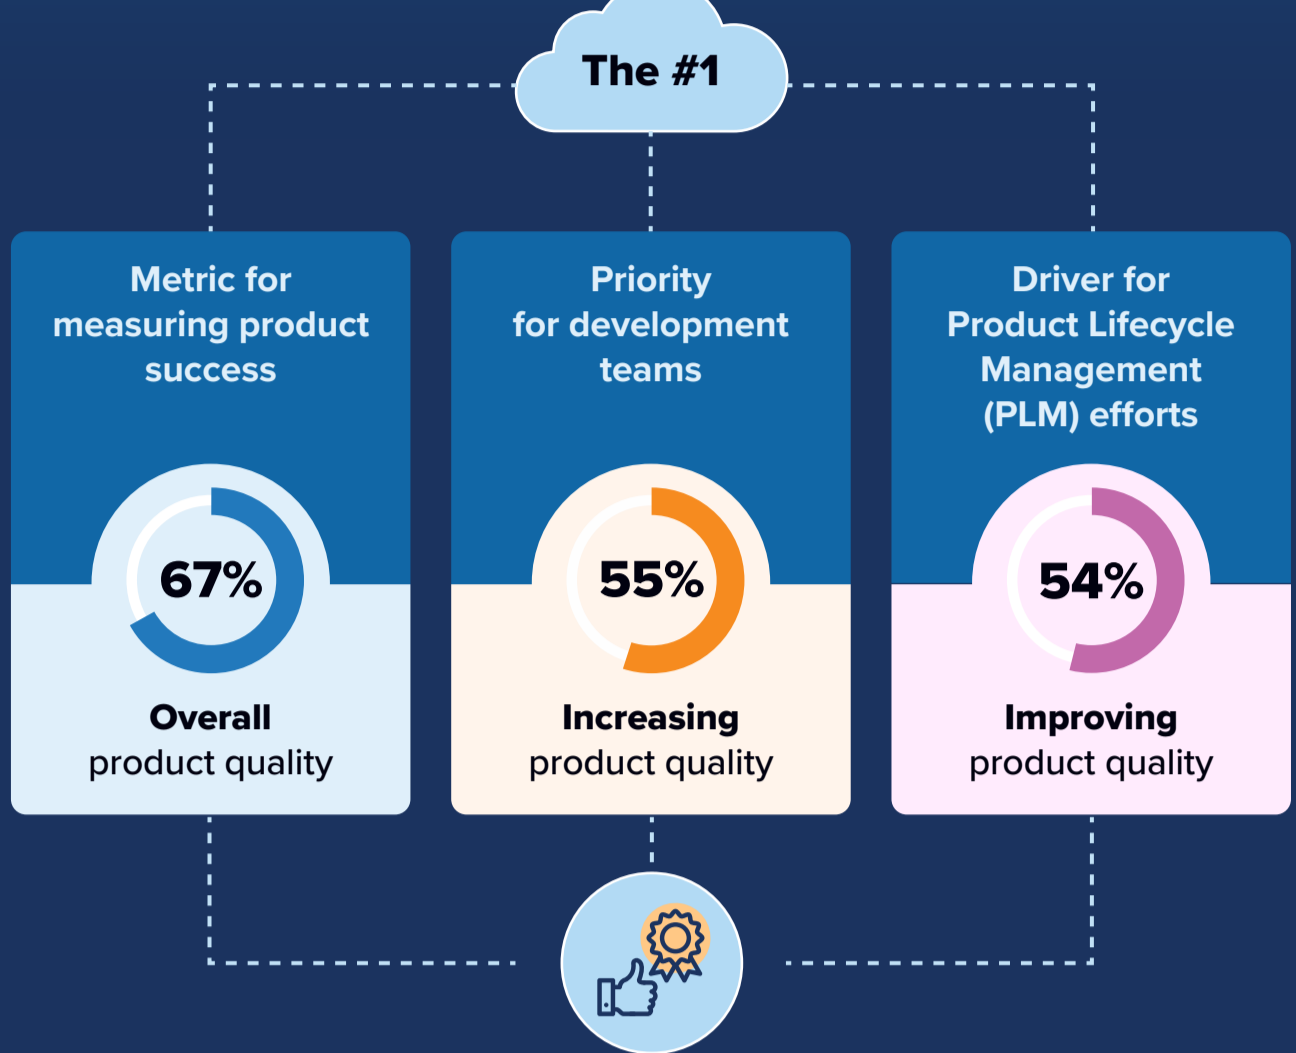 The #1
Metric for
measuring product
success
67%
Overall
product quality
Priority
for development
teams
55%
Increasing
product quality
Driver for
Product Lifecycle
Management
(PLM) efforts
54%
Improving
product quality